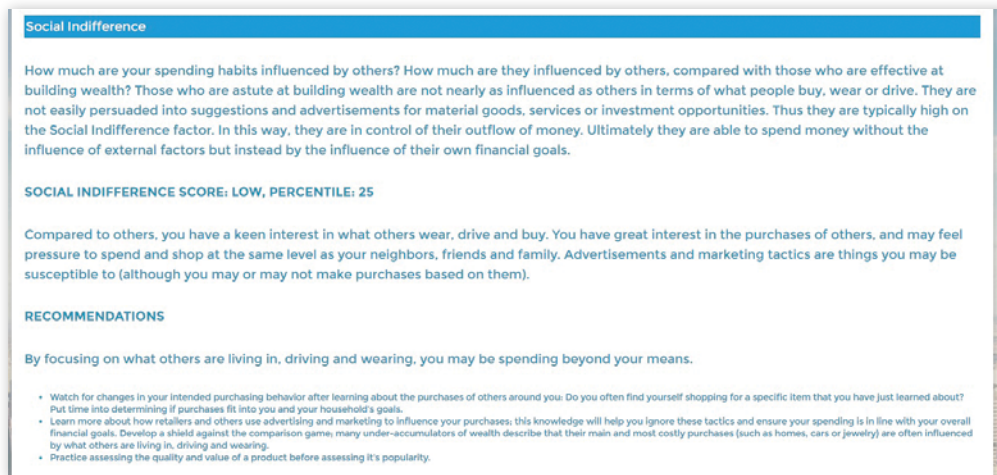 Social Indifference
How much are your spending habits influenced by others? How much are they influenced by others, compared with those who are effective at
building wealth? Those who are astute at building wealth are not nearly as influenced as others in terms of what people buy, wear or drive. They are
not easily persuaded into suggestions and advertisements for material goods, services or investment opportunities. Thus they are typically high on
the Social Indifference factor. In this way, they are in control of their outflow of money. Ultimately they are able to spend money without the
influence of external factors but instead by the influence of their own financial goals.
SOCIAL INDIFFERENCE SCORE: LOW, PERCENTILE: 25
Compared to others, you have a keen interest in what others wear, drive and buy. You have great interest in the purchases of others, and may feel
pressure to spend and shop at the same level as your neighbors, friends and family. Advertisements and marketing tactics are things you may be
susceptible to (although you may or may not make purchases based on them).
RECOMMENDATIONS
By focusing on what others are living in, driving and wearing, you may be spending beyond your means.
• Watch for changes in your intended purchasing behavior after learning about the purchases of others around you: Do you often find yourself shopping for a specific item that you have just learned about?
Put time into determining if purchases fit into you and your household's goals.
• Learn more about how retailers and others use advertising and marketing to influence your purchases; this knowledge will help you ignore these tactics and ensure your spending is in line with your overall
financial goals. Develop a shield against the comparison game; many under-accumulators of wealth describe that their main and most costly purchases (such as homes, cars or jewelry) are often influenced
by what others are living in, driving and wearing.
• Practice assessing the quality and value of a product before assessing it's popularity.